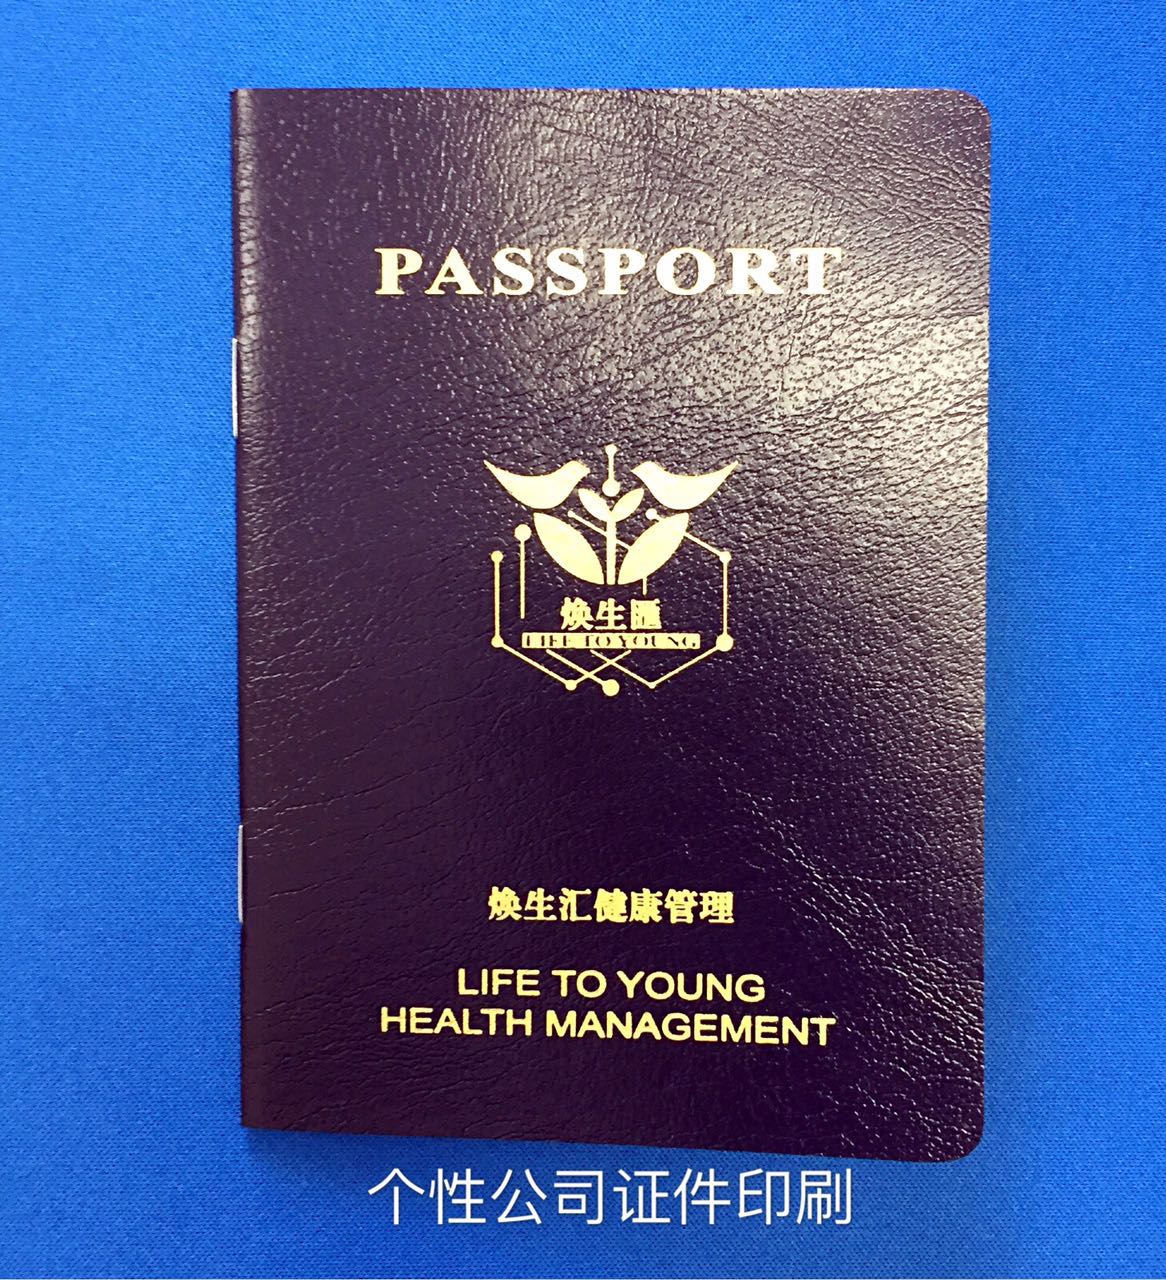 PASSPORT
焕生匯
LIFE TO YOUNG
焕生汇健康管理
LIFE TO YOUNG
HEALTH MANAGEMENT
个性公司证件印刷